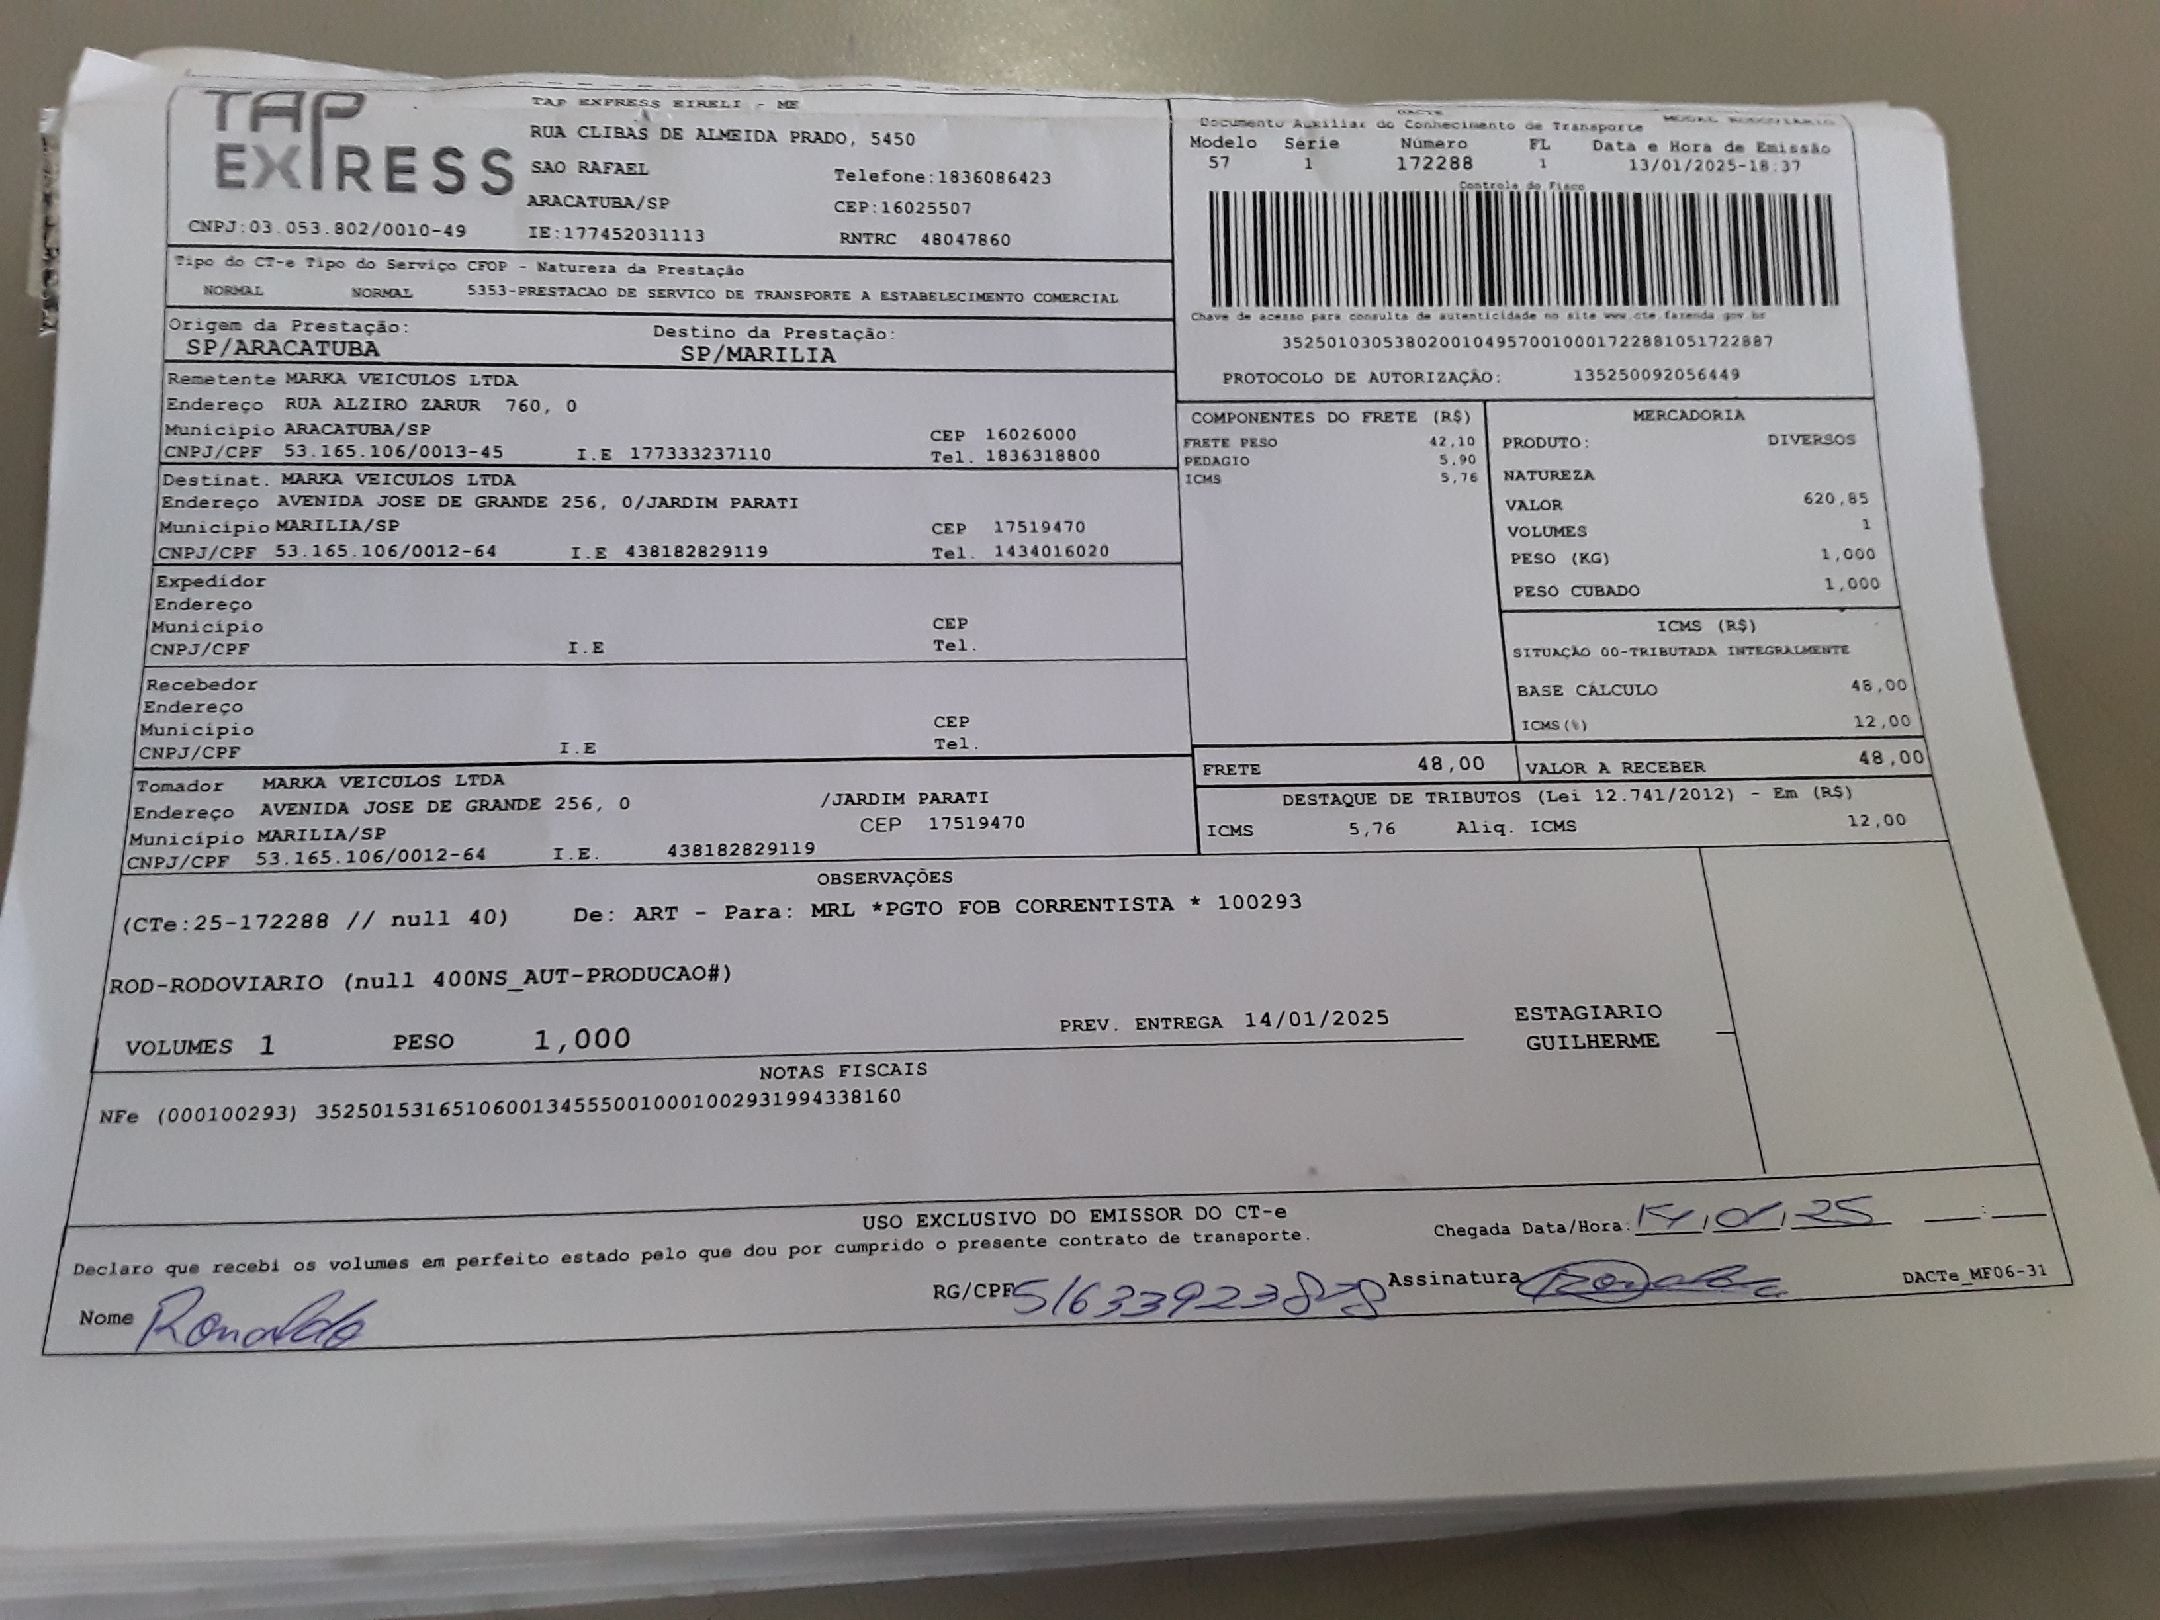 TAP EXPRESS
TAP EXPRESS EIRELI - ME
RUA CLIBAS DE ALMEIDA PRADO, 5450
SAO RAFAEL Telefone:1836086423
ARACATUBA/SP CEP:16025507
CNPJ:03.053.802/0010-49 IE:177452031113 RNTRC 48047860
DACTE MODAL RODOVIARIO
Documento Auxiliar do Conhecimento de Transporte
Modelo Série Número FL Data e Hora de Emissão
57 1 172288 1 13/01/2025-18:37
Controle do Fisco
Chave de acesso para consulta de autenticidade no site www.cte.fazenda.gov.br
35250103053802001049570010001722881051722887
PROTOCOLO DE AUTORIZAÇÃO: 135250092056449
Tipo do CT-e Tipo do Serviço CFOP - Natureza da Prestação
NORMAL NORMAL 5353-PRESTACAO DE SERVICO DE TRANSPORTE A ESTABELECIMENTO COMERCIAL
Origem da Prestação: Destino da Prestação:
SP/ARACATUBA SP/MARILIA
Remetente MARKA VEICULOS LTDA
Endereço RUA ALZIRO ZARUR 760, 0
Município ARACATUBA/SP CEP 16026000
CNPJ/CPF 53.165.106/0013-45 I.E 177333237110 Tel. 1836318800
Destinat. MARKA VEICULOS LTDA
Endereço AVENIDA JOSE DE GRANDE 256, 0/JARDIM PARATI
Município MARILIA/SP CEP 17519470
CNPJ/CPF 53.165.106/0012-64 I.E 438182829119 Tel. 1434016020
Expedidor
Endereço
Município CEP
CNPJ/CPF I.E Tel.
Recebedor
Endereço
Município CEP
CNPJ/CPF I.E Tel.
Tomador MARKA VEICULOS LTDA
Endereço AVENIDA JOSE DE GRANDE 256, 0 /JARDIM PARATI
Município MARILIA/SP CEP 17519470
CNPJ/CPF 53.165.106/0012-64 I.E. 438182829119
COMPONENTES DO FRETE (R$)
FRETE PESO 42,10
PEDAGIO 5,90
ICMS 5,76
MERCADORIA
PRODUTO: DIVERSOS
NATUREZA
VALOR 620,85
VOLUMES 1
PESO (KG) 1,000
PESO CUBADO 1,000
ICMS (R$)
SITUAÇÃO 00-TRIBUTADA INTEGRALMENTE
BASE CÁLCULO 48,00
ICMS(%) 12,00
FRETE 48,00 VALOR A RECEBER 48,00
DESTAQUE DE TRIBUTOS (Lei 12.741/2012) - Em (R$)
ICMS 5,76 Aliq. ICMS 12,00
OBSERVAÇÕES
(CTe:25-172288 // null 40) De: ART - Para: MRL *PGTO FOB CORRENTISTA * 100293
ROD-RODOVIARIO (null 400NS_AUT-PRODUCAO#)
VOLUMES 1 PESO 1,000 PREV. ENTREGA 14/01/2025 ESTAGIARIO
GUILHERME
NOTAS FISCAIS
NFe (000100293) 35250153165106001345550010001002931994338160
USO EXCLUSIVO DO EMISSOR DO CT-e
Declaro que recebi os volumes em perfeito estado pelo que dou por cumprido o presente contrato de transporte. Chegada Data/Hora: 14/01/25 __:__
Nome Ronaldo RG/CPF 51633923878 Assinatura Ronaldo DACTe_MF06-31